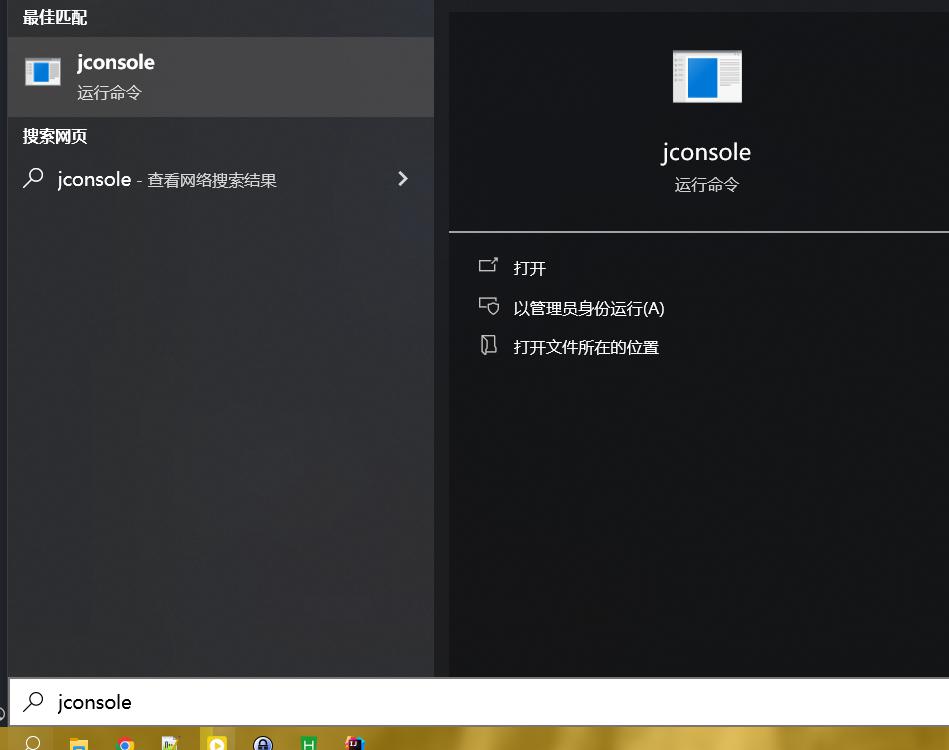 最佳匹配
jconsole
运行命令
搜索网页
jconsole - 查看网络搜索结果
jconsole
运行命令
打开
以管理员身份运行(A)
打开文件所在的位置
jconsole
H
IJ